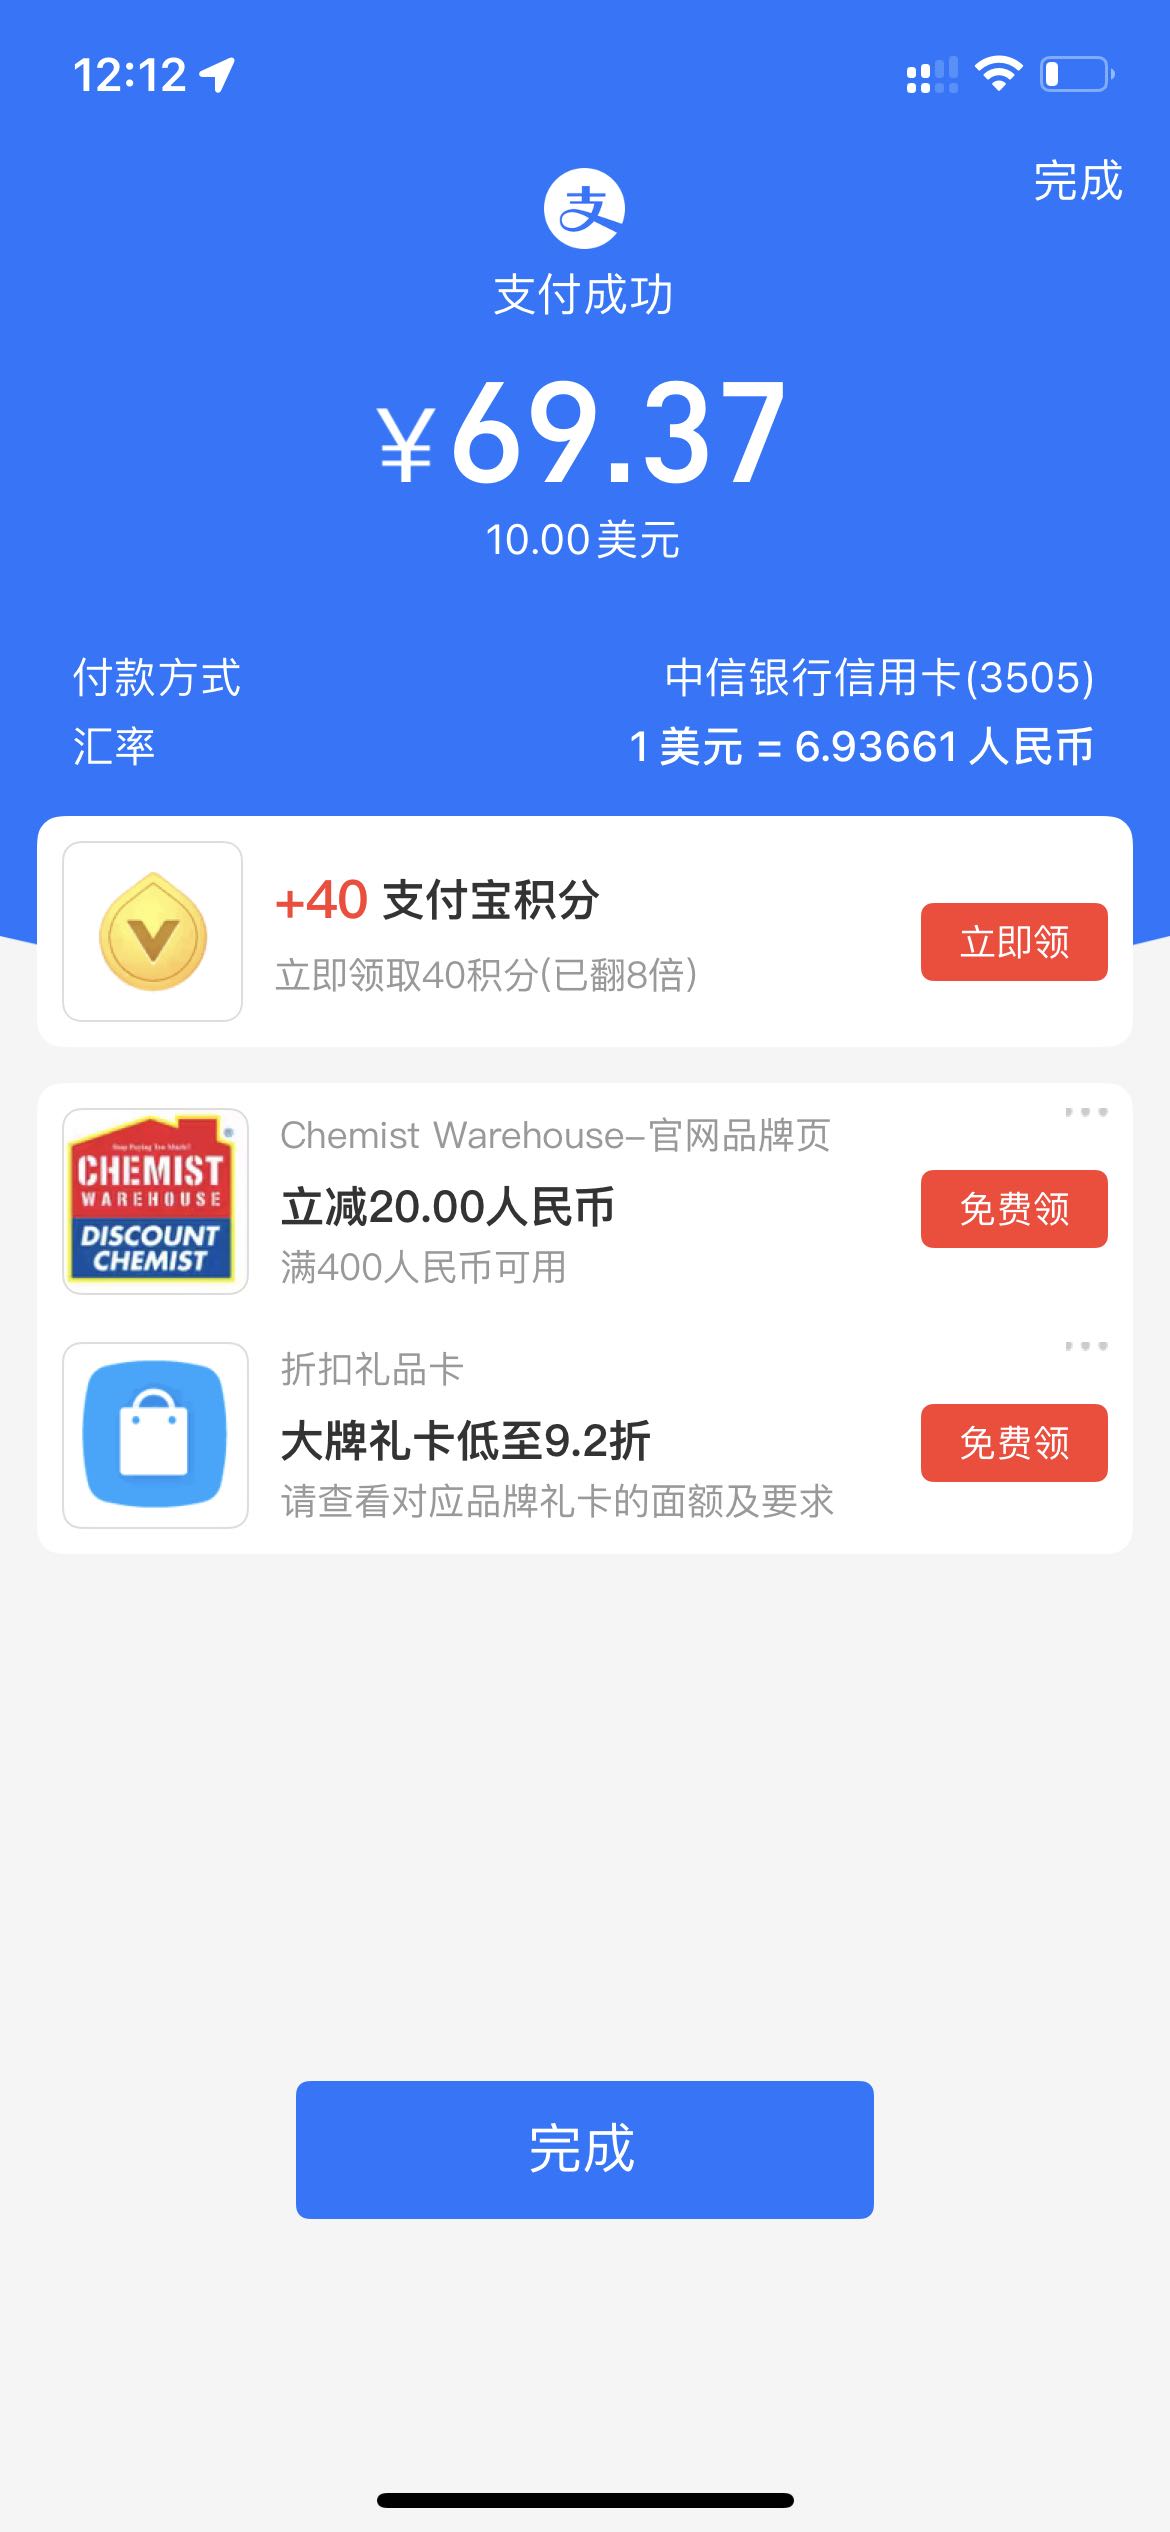 12:12
完成
支
支付成功
¥69.37
10.00美元
付款方式 中信银行信用卡(3505)
汇率 1 美元 = 6.93661 人民币
+40 支付宝积分
立即领取40积分(已翻8倍)
立即领
Stop Paying Too Much!
CHEMIST
WAREHOUSE
DISCOUNT
CHEMIST
Chemist Warehouse–官网品牌页
立减20.00人民币
满400人民币可用
免费领
折扣礼品卡
大牌礼卡低至9.2折
请查看对应品牌礼卡的面额及要求
免费领
完成